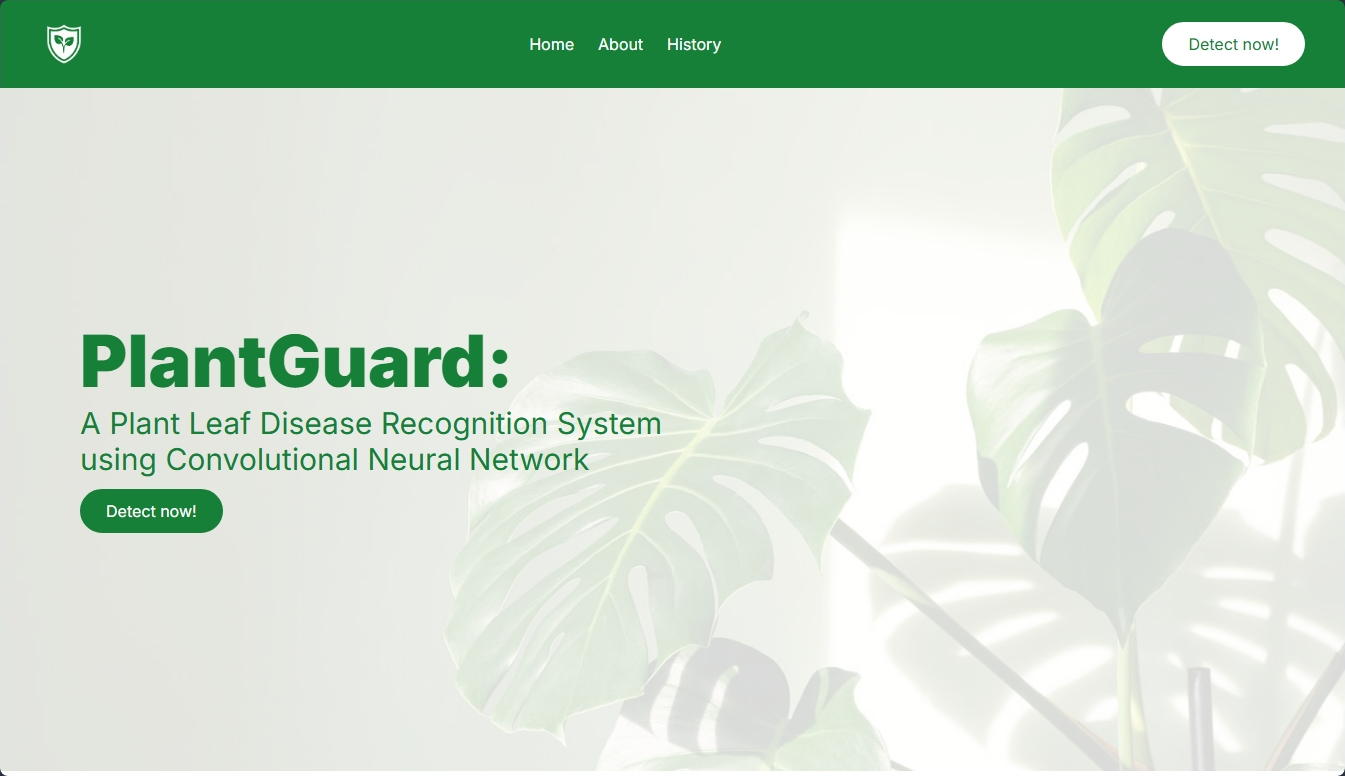 Home About History Detect now!
PlantGuard:
A Plant Leaf Disease Recognition System
using Convolutional Neural Network
Detect now!